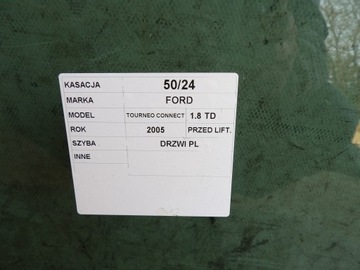 KASACJA 50/24
MARKA FORD
MODEL TOURNEO CONNECT 1.8 TD
ROK 2005 PRZED LIFT.
SZYBA DRZWI PL
INNE